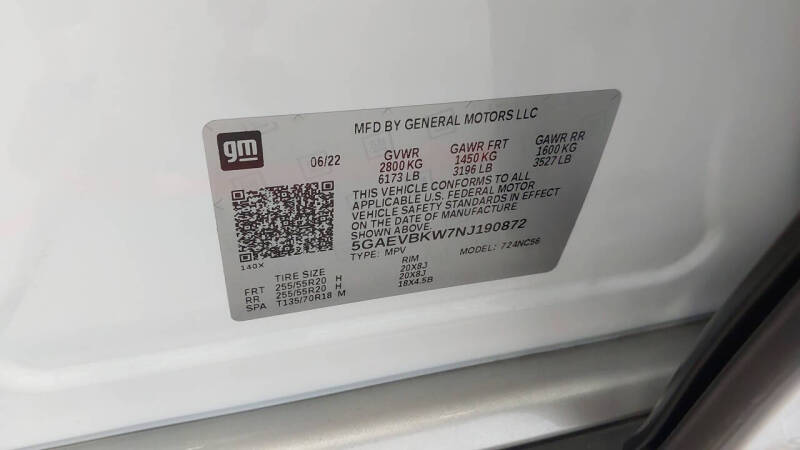 MFD BY GENERAL MOTORS LLC
gm
06/22 GVWR GAWR FRT GAWR RR
2800 KG 1450 KG 1600 KG
6173 LB 3196 LB 3527 LB
THIS VEHICLE CONFORMS TO ALL
APPLICABLE U.S. FEDERAL MOTOR
VEHICLE SAFETY STANDARDS IN EFFECT
ON THE DATE OF MANUFACTURE
SHOWN ABOVE.
5GAEVBKW7NJ190872
TYPE: MPV MODEL: 724NC56
140X
TIRE SIZE RIM
FRT 255/55R20 H 20X8J
RR 255/55R20 H 20X8J
SPA T135/70R18 M 18X4.5B